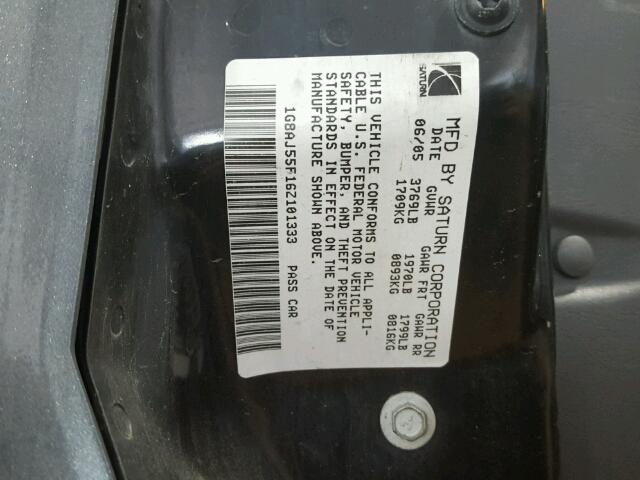 SATURN
MFD BY SATURN CORPORATION
DATE GVWR GAWR FRT GAWR RR
06/05 3769LB 1970LB 1799LB
1709KG 0893KG 0816KG
THIS VEHICLE CONFORMS TO ALL APPLI-
CABLE U.S. FEDERAL MOTOR VEHICLE
SAFETY, BUMPER, AND THEFT PREVENTION
STANDARDS IN EFFECT ON THE DATE OF
MANUFACTURE SHOWN ABOVE.
1G8AJ55F16Z101333 PASS CAR